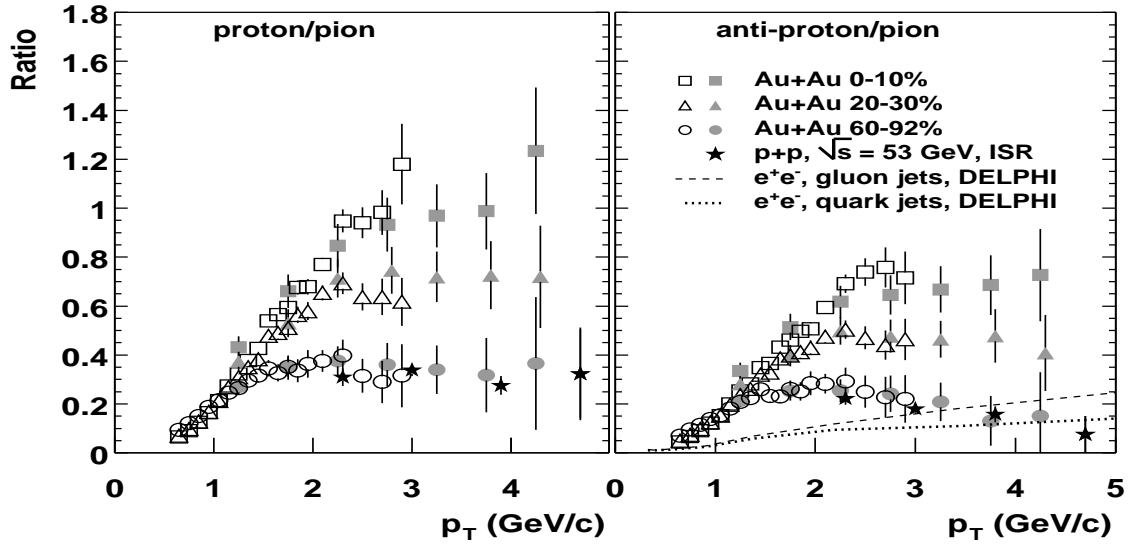 proton/pion
anti-proton/pion
Ratio
1.8
1.6
1.4
1.2
1
0.8
0.6
0.4
0.2
0
Au+Au 0-10%
Au+Au 20-30%
Au+Au 60-92%
p+p, √s = 53 GeV, ISR
e⁺e⁻, gluon jets, DELPHI
e⁺e⁻, quark jets, DELPHI
0 1 2 3 4
0 1 2 3 4 5
p_T (GeV/c)
p_T (GeV/c)